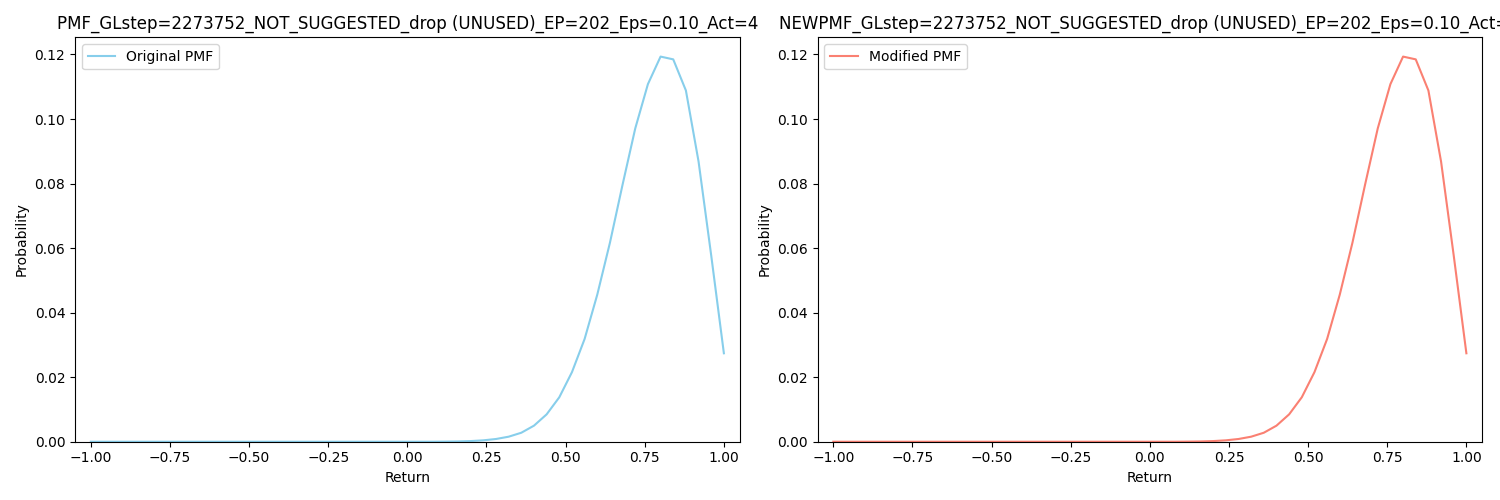 PMF_GLstep=2273752_NOT_SUGGESTED_drop (UNUSED)_EP=202_Eps=0.10_Act=4
Original PMF
0.12
0.10
0.08
0.06
0.04
0.02
0.00
Probability
−1.00 −0.75 −0.50 −0.25 0.00 0.25 0.50 0.75 1.00
Return
NEWPMF_GLstep=2273752_NOT_SUGGESTED_drop (UNUSED)_EP=202_Eps=0.10_Act=
Modified PMF
0.12
0.10
0.08
0.06
0.04
0.02
0.00
Probability
−1.00 −0.75 −0.50 −0.25 0.00 0.25 0.50 0.75 1.00
Return